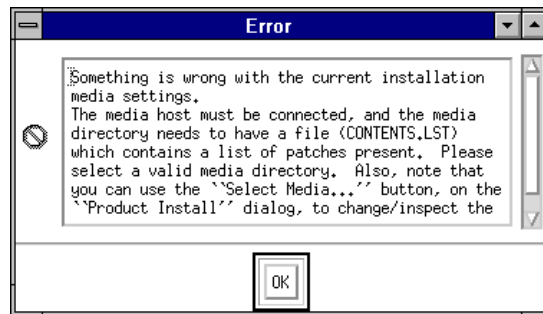 Error
Something is wrong with the current installation
media settings.
The media host must be connected, and the media
directory needs to have a file (CONTENTS.LST)
which contains a list of patches present.  Please
select a valid media directory.  Also, note that
you can use the ``Select Media...'' button, on the
``Product Install'' dialog, to change/inspect the
OK